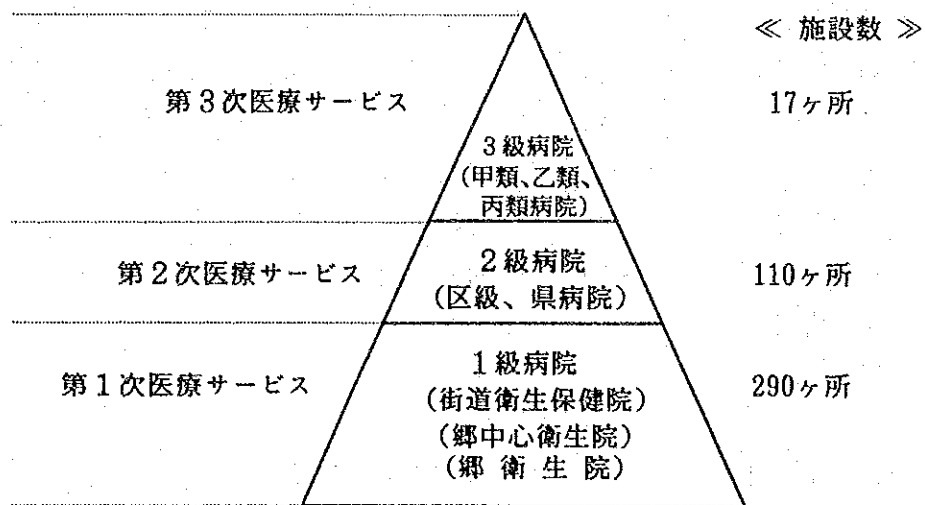 ≪ 施設数 ≫
第3次医療サービス
17ヶ所
3級病院
(甲類、乙類、
丙類病院)
第2次医療サービス
2級病院
(区級、県病院)
110ヶ所
第1次医療サービス
1級病院
(街道衛生保健院)
(郷中心衛生院)
(郷衛生院)
290ヶ所